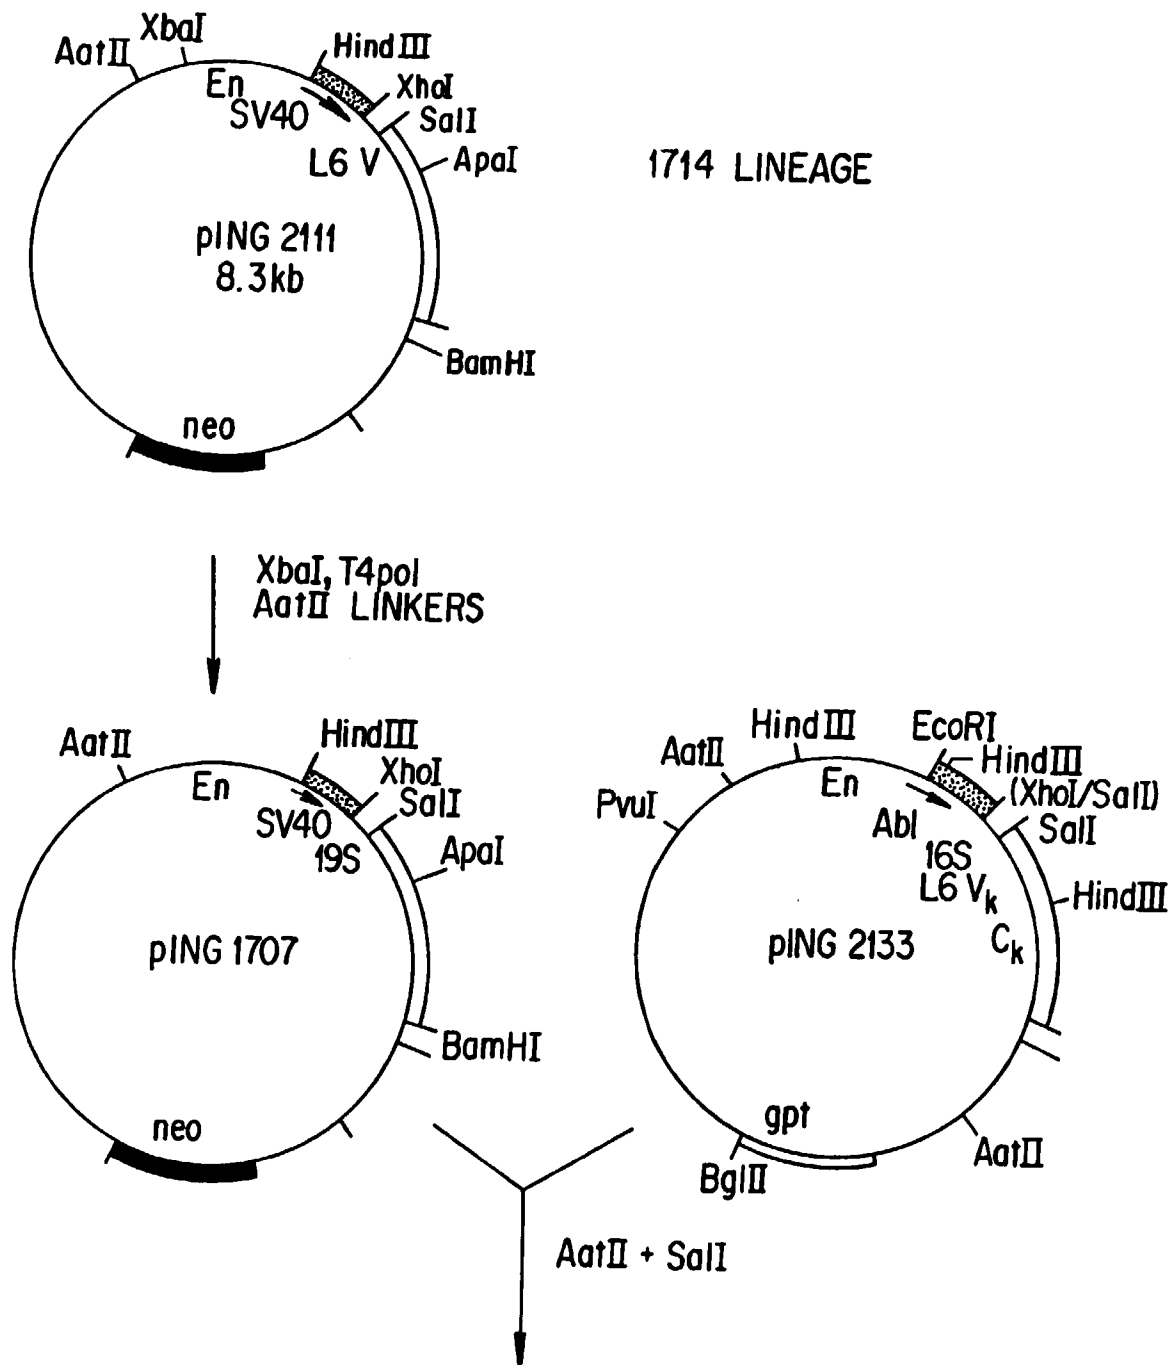 XbaI
AatII
HindIII
XhoI
SalI
ApaI
En
SV40
L6 V
1714 LINEAGE
pING 2111
8.3kb
BamHI
neo
XbaI, T4pol
AatII LINKERS
AatII
HindIII
XhoI
SalI
ApaI
En
SV40
19S
pING 1707
BamHI
neo
PvuI
AatII
HindIII
EcoRI
HindIII
(XhoI/SalI)
SalI
HindIII
En
Abl
16S
L6 Vk
Ck
pING 2133
gpt
BglII
AatII
AatII + SalI